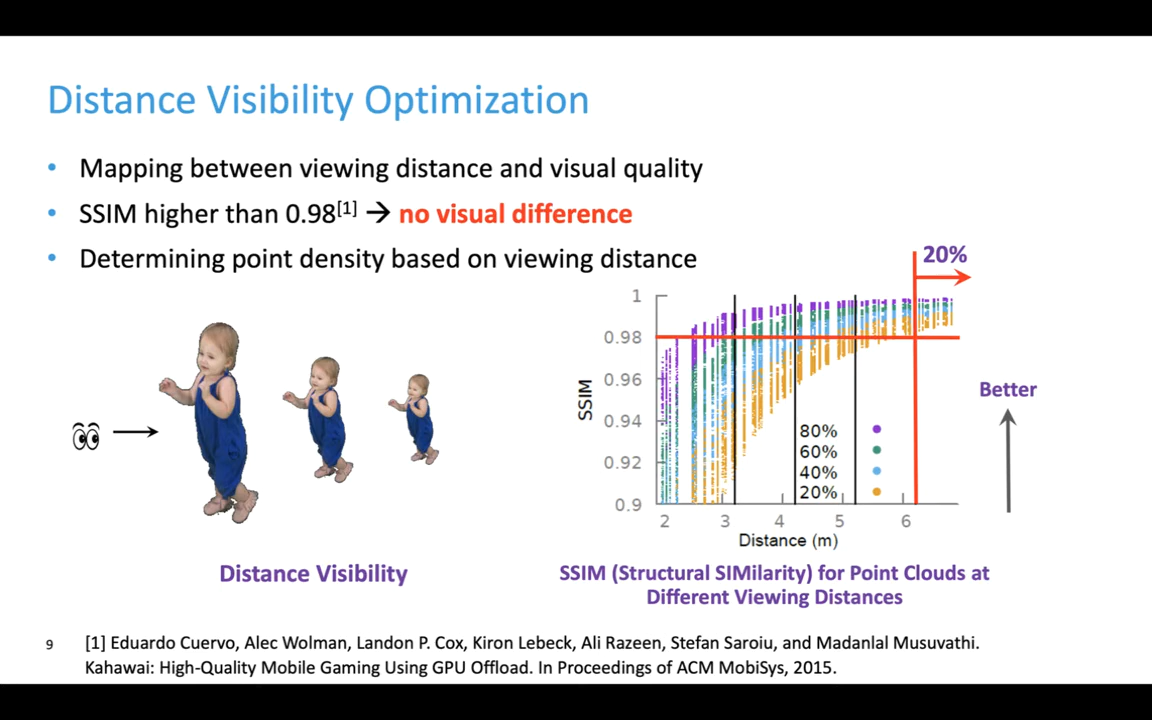 Distance Visibility Optimization
• Mapping between viewing distance and visual quality
• SSIM higher than 0.98[1] → no visual difference
• Determining point density based on viewing distance
20%
1
0.98
0.96
0.94
0.92
0.9
SSIM
80%
60%
40%
20%
2 3 4 5 6
Distance (m)
Better
Distance Visibility
SSIM (Structural SIMilarity) for Point Clouds at
Different Viewing Distances
9
[1] Eduardo Cuervo, Alec Wolman, Landon P. Cox, Kiron Lebeck, Ali Razeen, Stefan Saroiu, and Madanlal Musuvathi.
Kahawai: High-Quality Mobile Gaming Using GPU Offload. In Proceedings of ACM MobiSys, 2015.